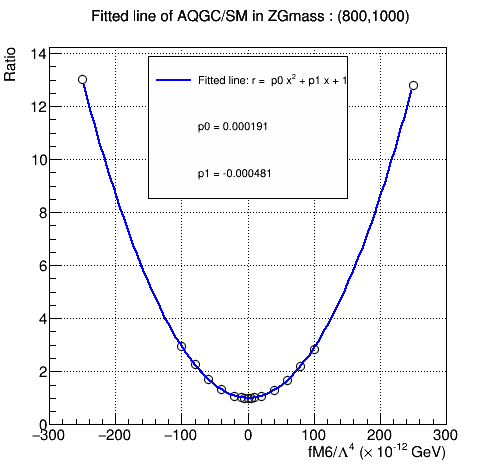 Fitted line of AQGC/SM in ZGmass : (800,1000)
Ratio
14
12
10
8
6
4
2
0
Fitted line: r = p0 x² + p1 x + 1
p0 = 0.000191
p1 = -0.000481
−300 −200 −100 0 100 200 300
fM6/Λ⁴ (× 10⁻¹² GeV)